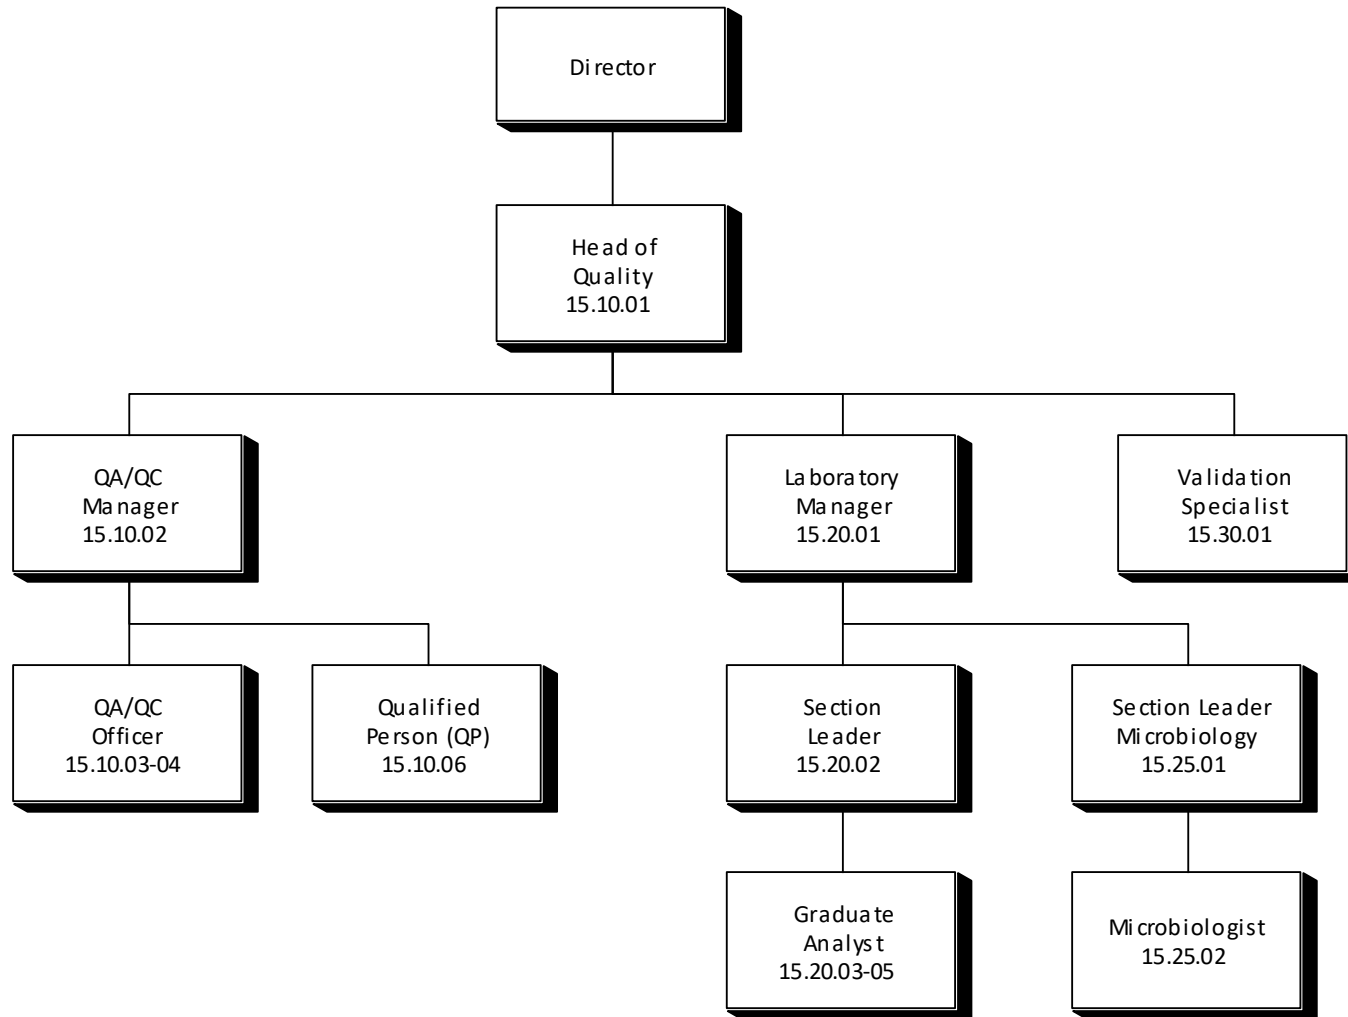 Director
Head of
Quality
15.10.01
QA/QC
Manager
15.10.02
Laboratory
Manager
15.20.01
Validation
Specialist
15.30.01
QA/QC
Officer
15.10.03-04
Qualified
Person (QP)
15.10.06
Section
Leader
15.20.02
Section Leader
Microbiology
15.25.01
Graduate
Analyst
15.20.03-05
Microbiologist
15.25.02